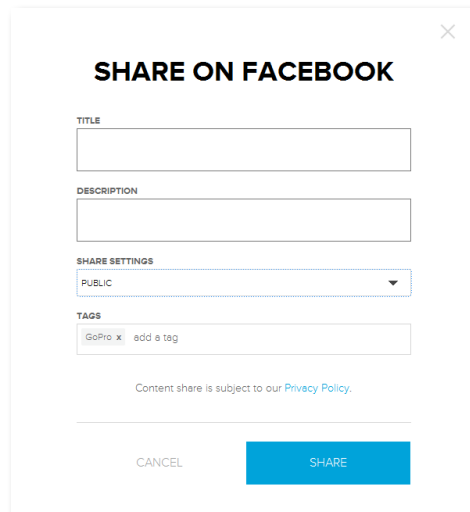 SHARE ON FACEBOOK
TITLE
DESCRIPTION
SHARE SETTINGS
PUBLIC
TAGS
GoPro x add a tag
Content share is subject to our Privacy Policy.
CANCEL SHARE